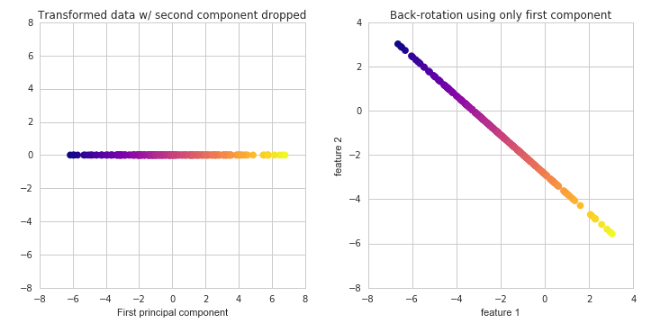 Transformed data w/ second component dropped
8
6
4
2
0
−2
−4
−6
−8
−8 −6 −4 −2 0 2 4 6 8
First principal component
Back-rotation using only first component
feature 2
4
2
0
−2
−4
−6
−8
−8 −6 −4 −2 0 2 4
feature 1